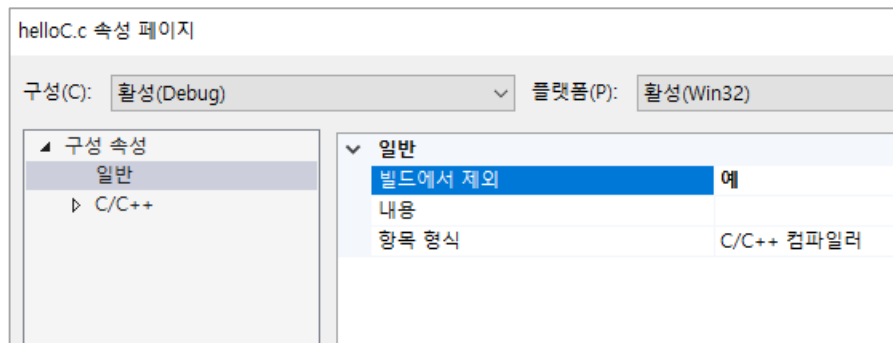 helloC.c 속성 페이지
구성(C): 활성(Debug) 플랫폼(P): 활성(Win32)
구성 속성
일반
C/C++
일반
빌드에서 제외 예
내용
항목 형식 C/C++ 컴파일러